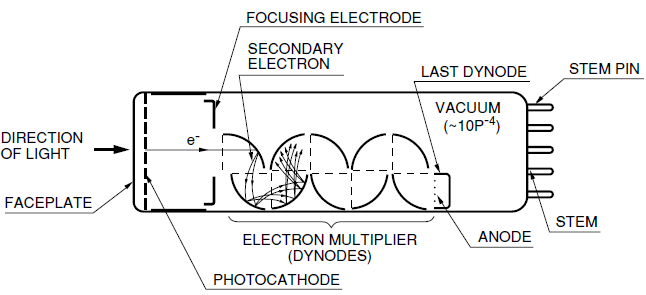 FOCUSING ELECTRODE
SECONDARY
ELECTRON
LAST DYNODE
STEM PIN
VACUUM
(~10P-4)
DIRECTION
OF LIGHT
e-
FACEPLATE
STEM
ANODE
ELECTRON MULTIPLIER
(DYNODES)
PHOTOCATHODE